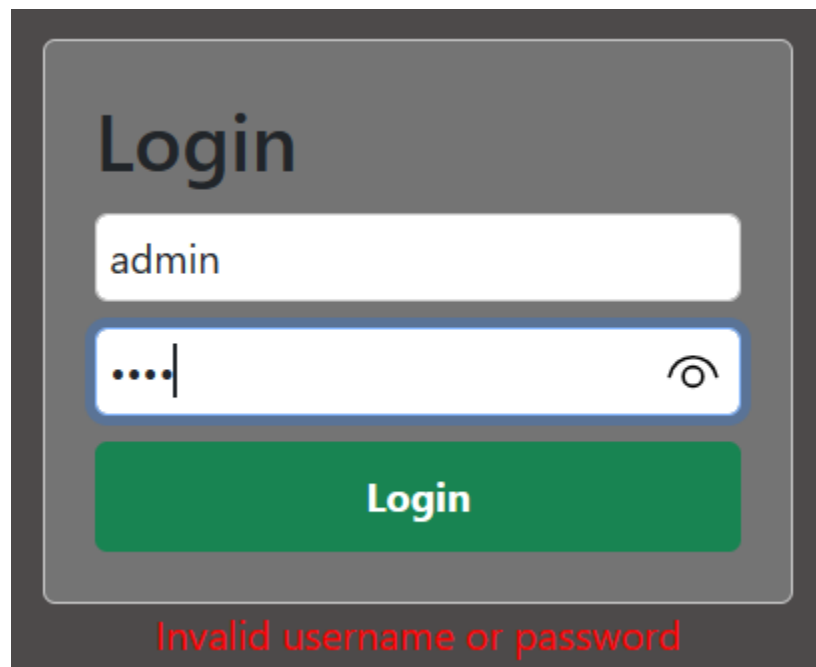 Login
admin
••••
Login
Invalid username or password